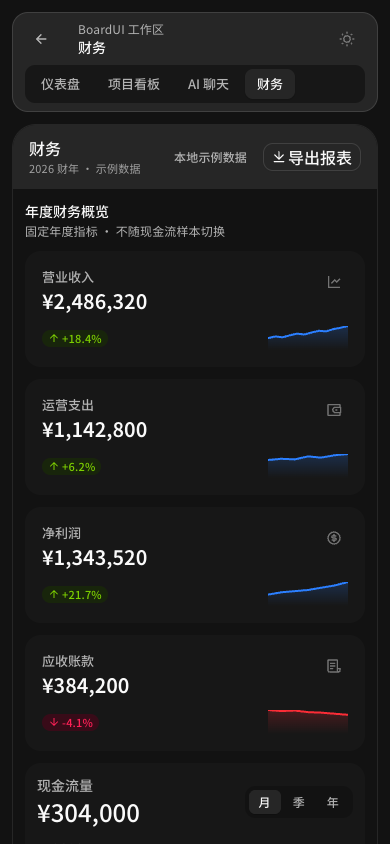 BoardUI 工作区
财务
仪表盘 项目看板 AI 聊天 财务
财务
2026 财年 • 示例数据
本地示例数据
导出报表
年度财务概览
固定年度指标 • 不随现金流样本切换
营业收入
¥2,486,320
↑ +18.4%
运营支出
¥1,142,800
↑ +6.2%
净利润
¥1,343,520
↑ +21.7%
应收账款
¥384,200
↓ -4.1%
现金流量
¥304,000
月 季 年